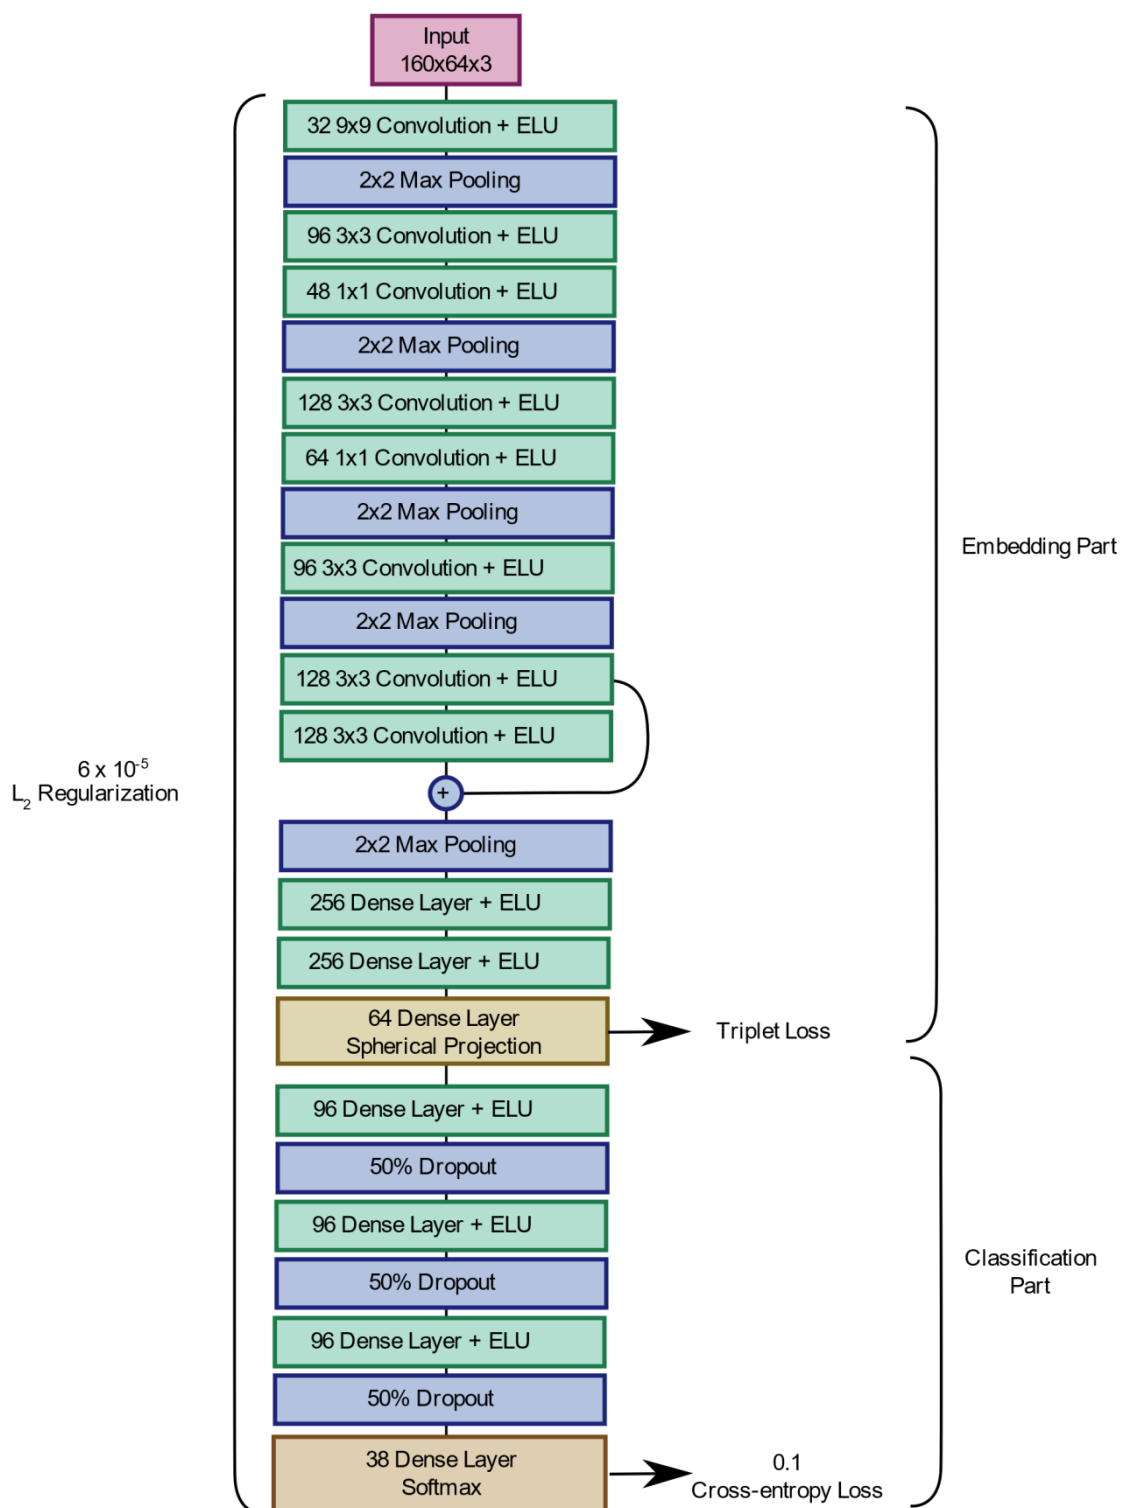 Input
160x64x3
32 9x9 Convolution + ELU
2x2 Max Pooling
96 3x3 Convolution + ELU
48 1x1 Convolution + ELU
2x2 Max Pooling
128 3x3 Convolution + ELU
64 1x1 Convolution + ELU
2x2 Max Pooling
96 3x3 Convolution + ELU
2x2 Max Pooling
128 3x3 Convolution + ELU
128 3x3 Convolution + ELU
+
2x2 Max Pooling
256 Dense Layer + ELU
256 Dense Layer + ELU
64 Dense Layer
Spherical Projection
Triplet Loss
96 Dense Layer + ELU
50% Dropout
96 Dense Layer + ELU
50% Dropout
96 Dense Layer + ELU
50% Dropout
38 Dense Layer
Softmax
0.1
Cross-entropy Loss
6 x 10⁻⁵
L₂ Regularization
Embedding Part
Classification
Part